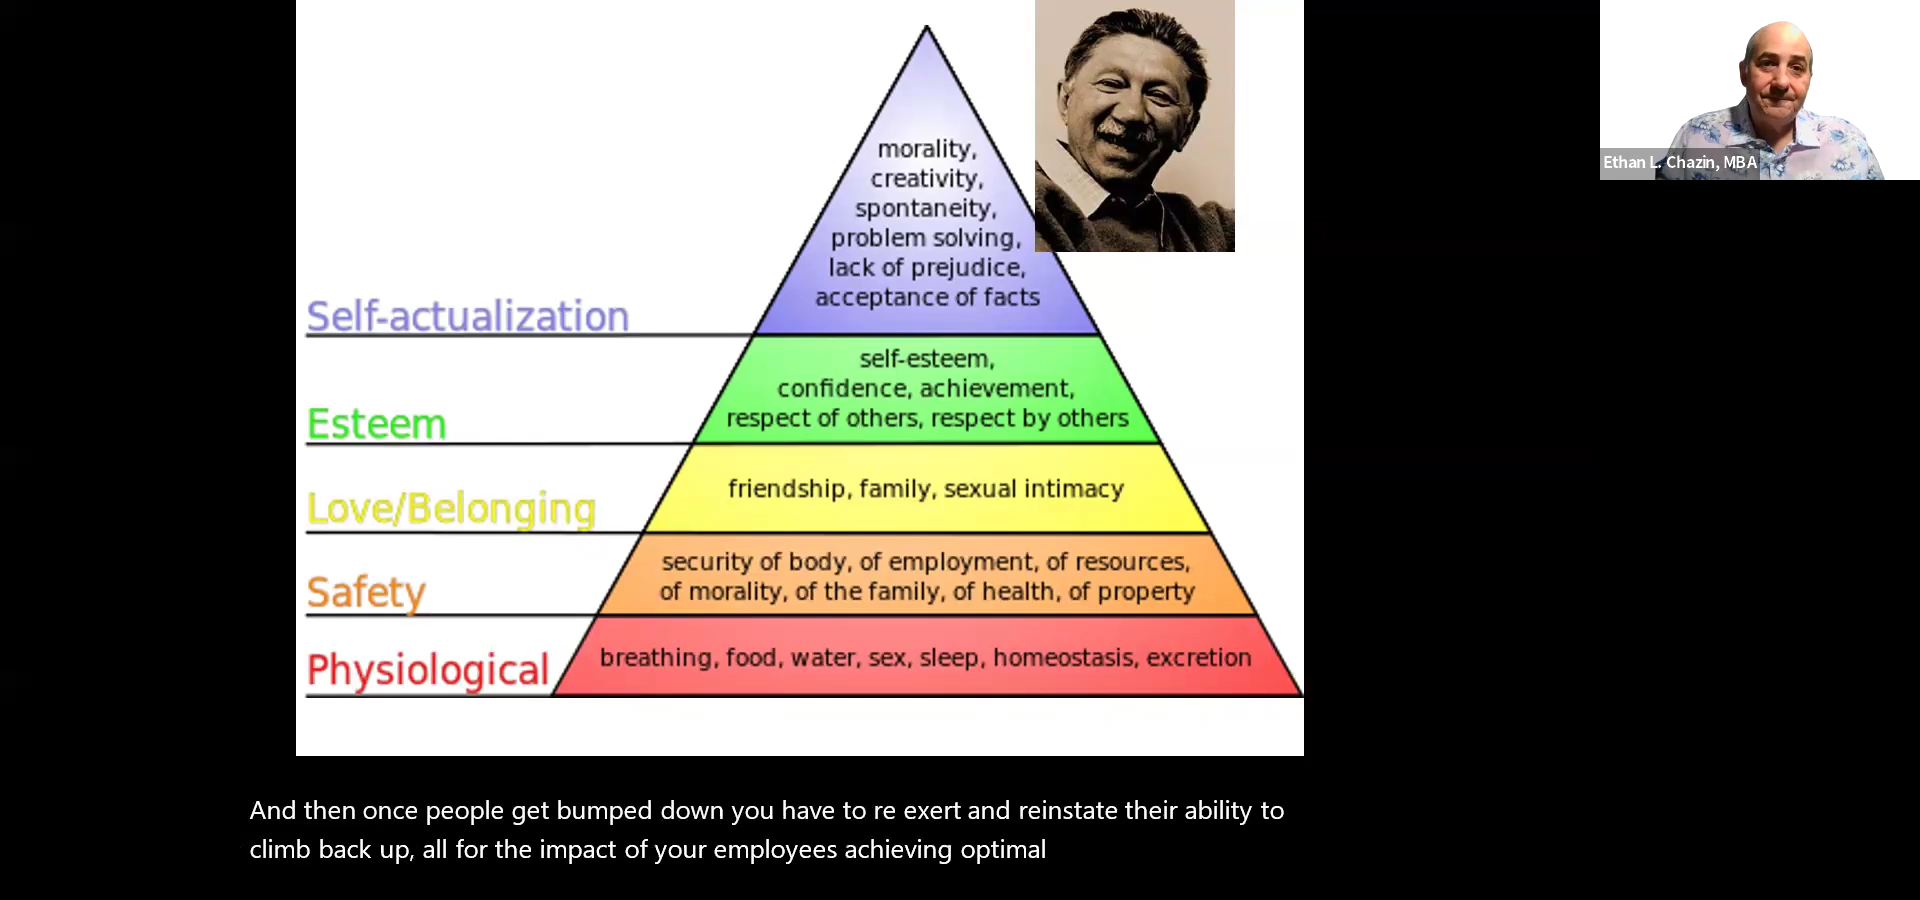 morality,
creativity,
spontaneity,
problem solving,
lack of prejudice,
acceptance of facts
Self-actualization
self-esteem,
confidence, achievement,
respect of others, respect by others
Esteem
friendship, family, sexual intimacy
Love/Belonging
security of body, of employment, of resources,
of morality, of the family, of health, of property
Safety
breathing, food, water, sex, sleep, homeostasis, excretion
Physiological
Ethan L. Chazin, MBA
And then once people get bumped down you have to re exert and reinstate their ability to
climb back up, all for the impact of your employees achieving optimal